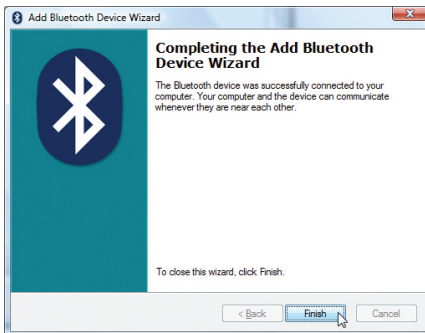 Add Bluetooth Device Wizard
Completing the Add Bluetooth
Device Wizard
The Bluetooth device was successfully connected to your
computer. Your computer and the device can communicate
whenever they are near each other.
To close this wizard, click Finish.
< Back Finish Cancel